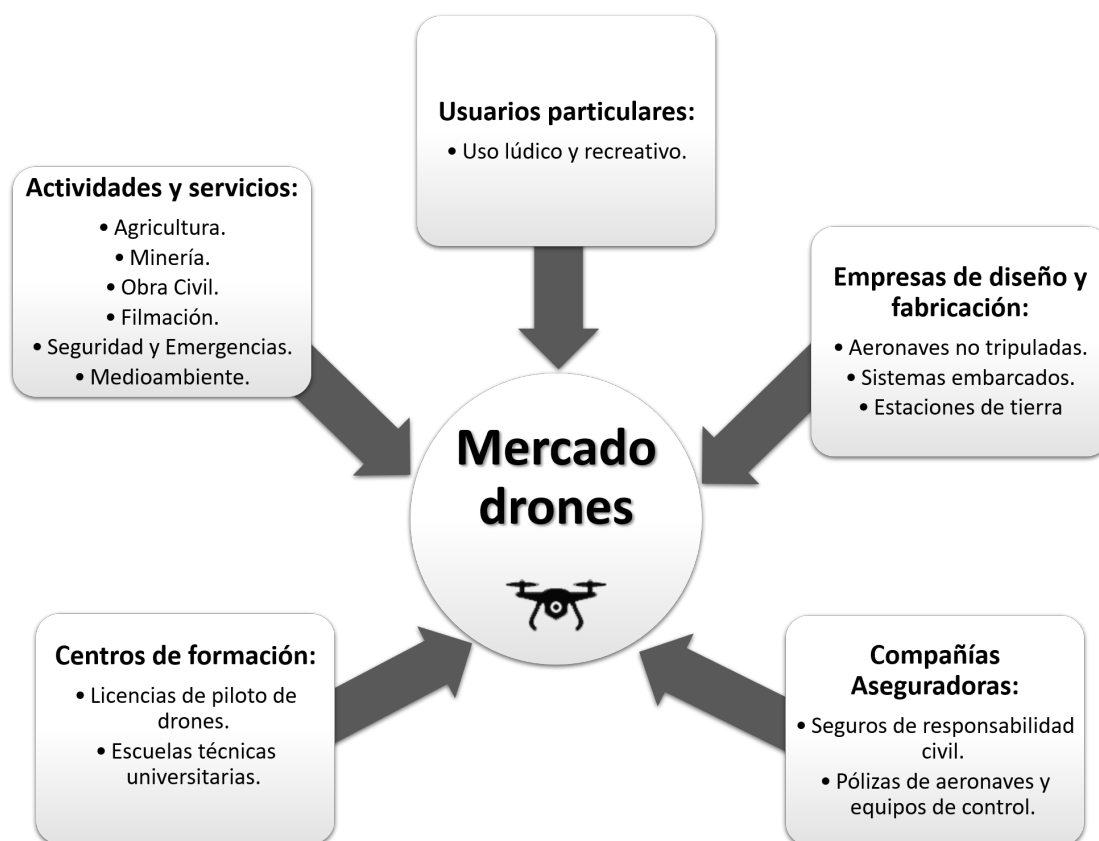 Usuarios particulares:
• Uso lúdico y recreativo.
Actividades y servicios:
• Agricultura.
• Minería.
• Obra Civil.
• Filmación.
• Seguridad y Emergencias.
• Medioambiente.
Empresas de diseño y
fabricación:
• Aeronaves no tripuladas.
• Sistemas embarcados.
• Estaciones de tierra
Mercado
drones
Centros de formación:
• Licencias de piloto de
drones.
• Escuelas técnicas
universitarias.
Compañías
Aseguradoras:
• Seguros de responsabilidad
civil.
• Pólizas de aeronaves y
equipos de control.